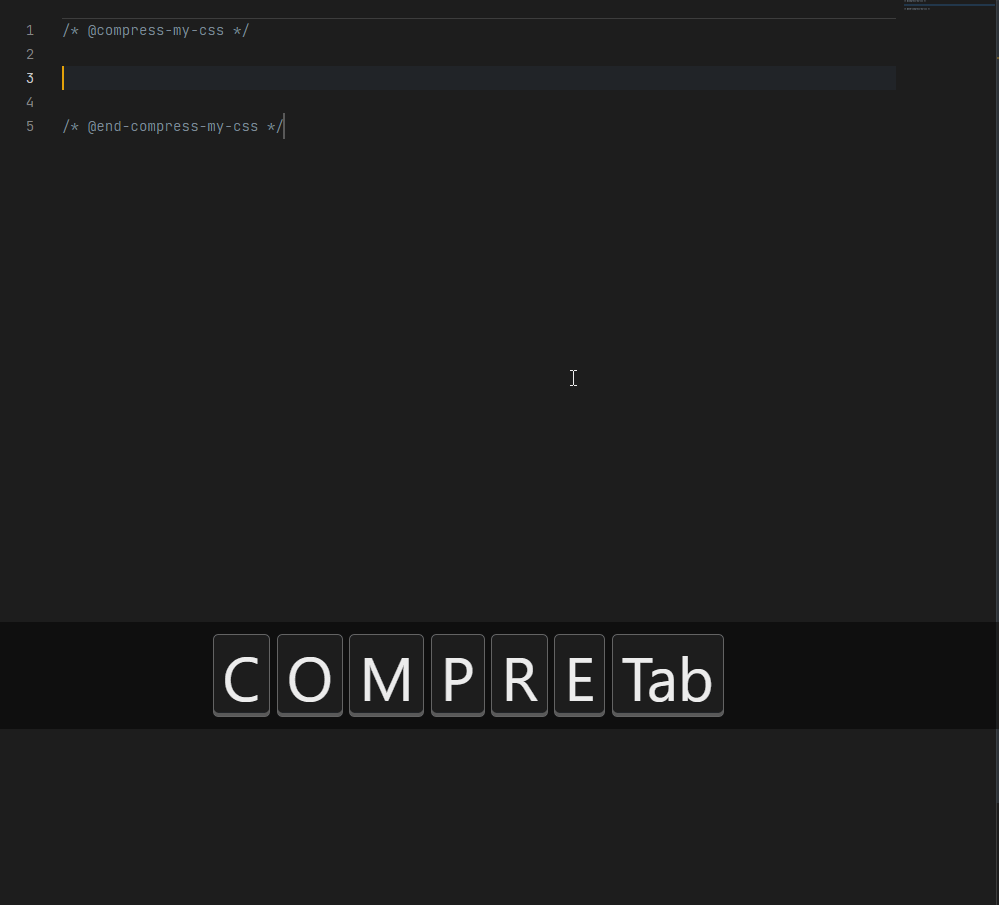 1 /* @compress-my-css */
2
3
4
5 /* @end-compress-my-css */
C O M P R E Tab